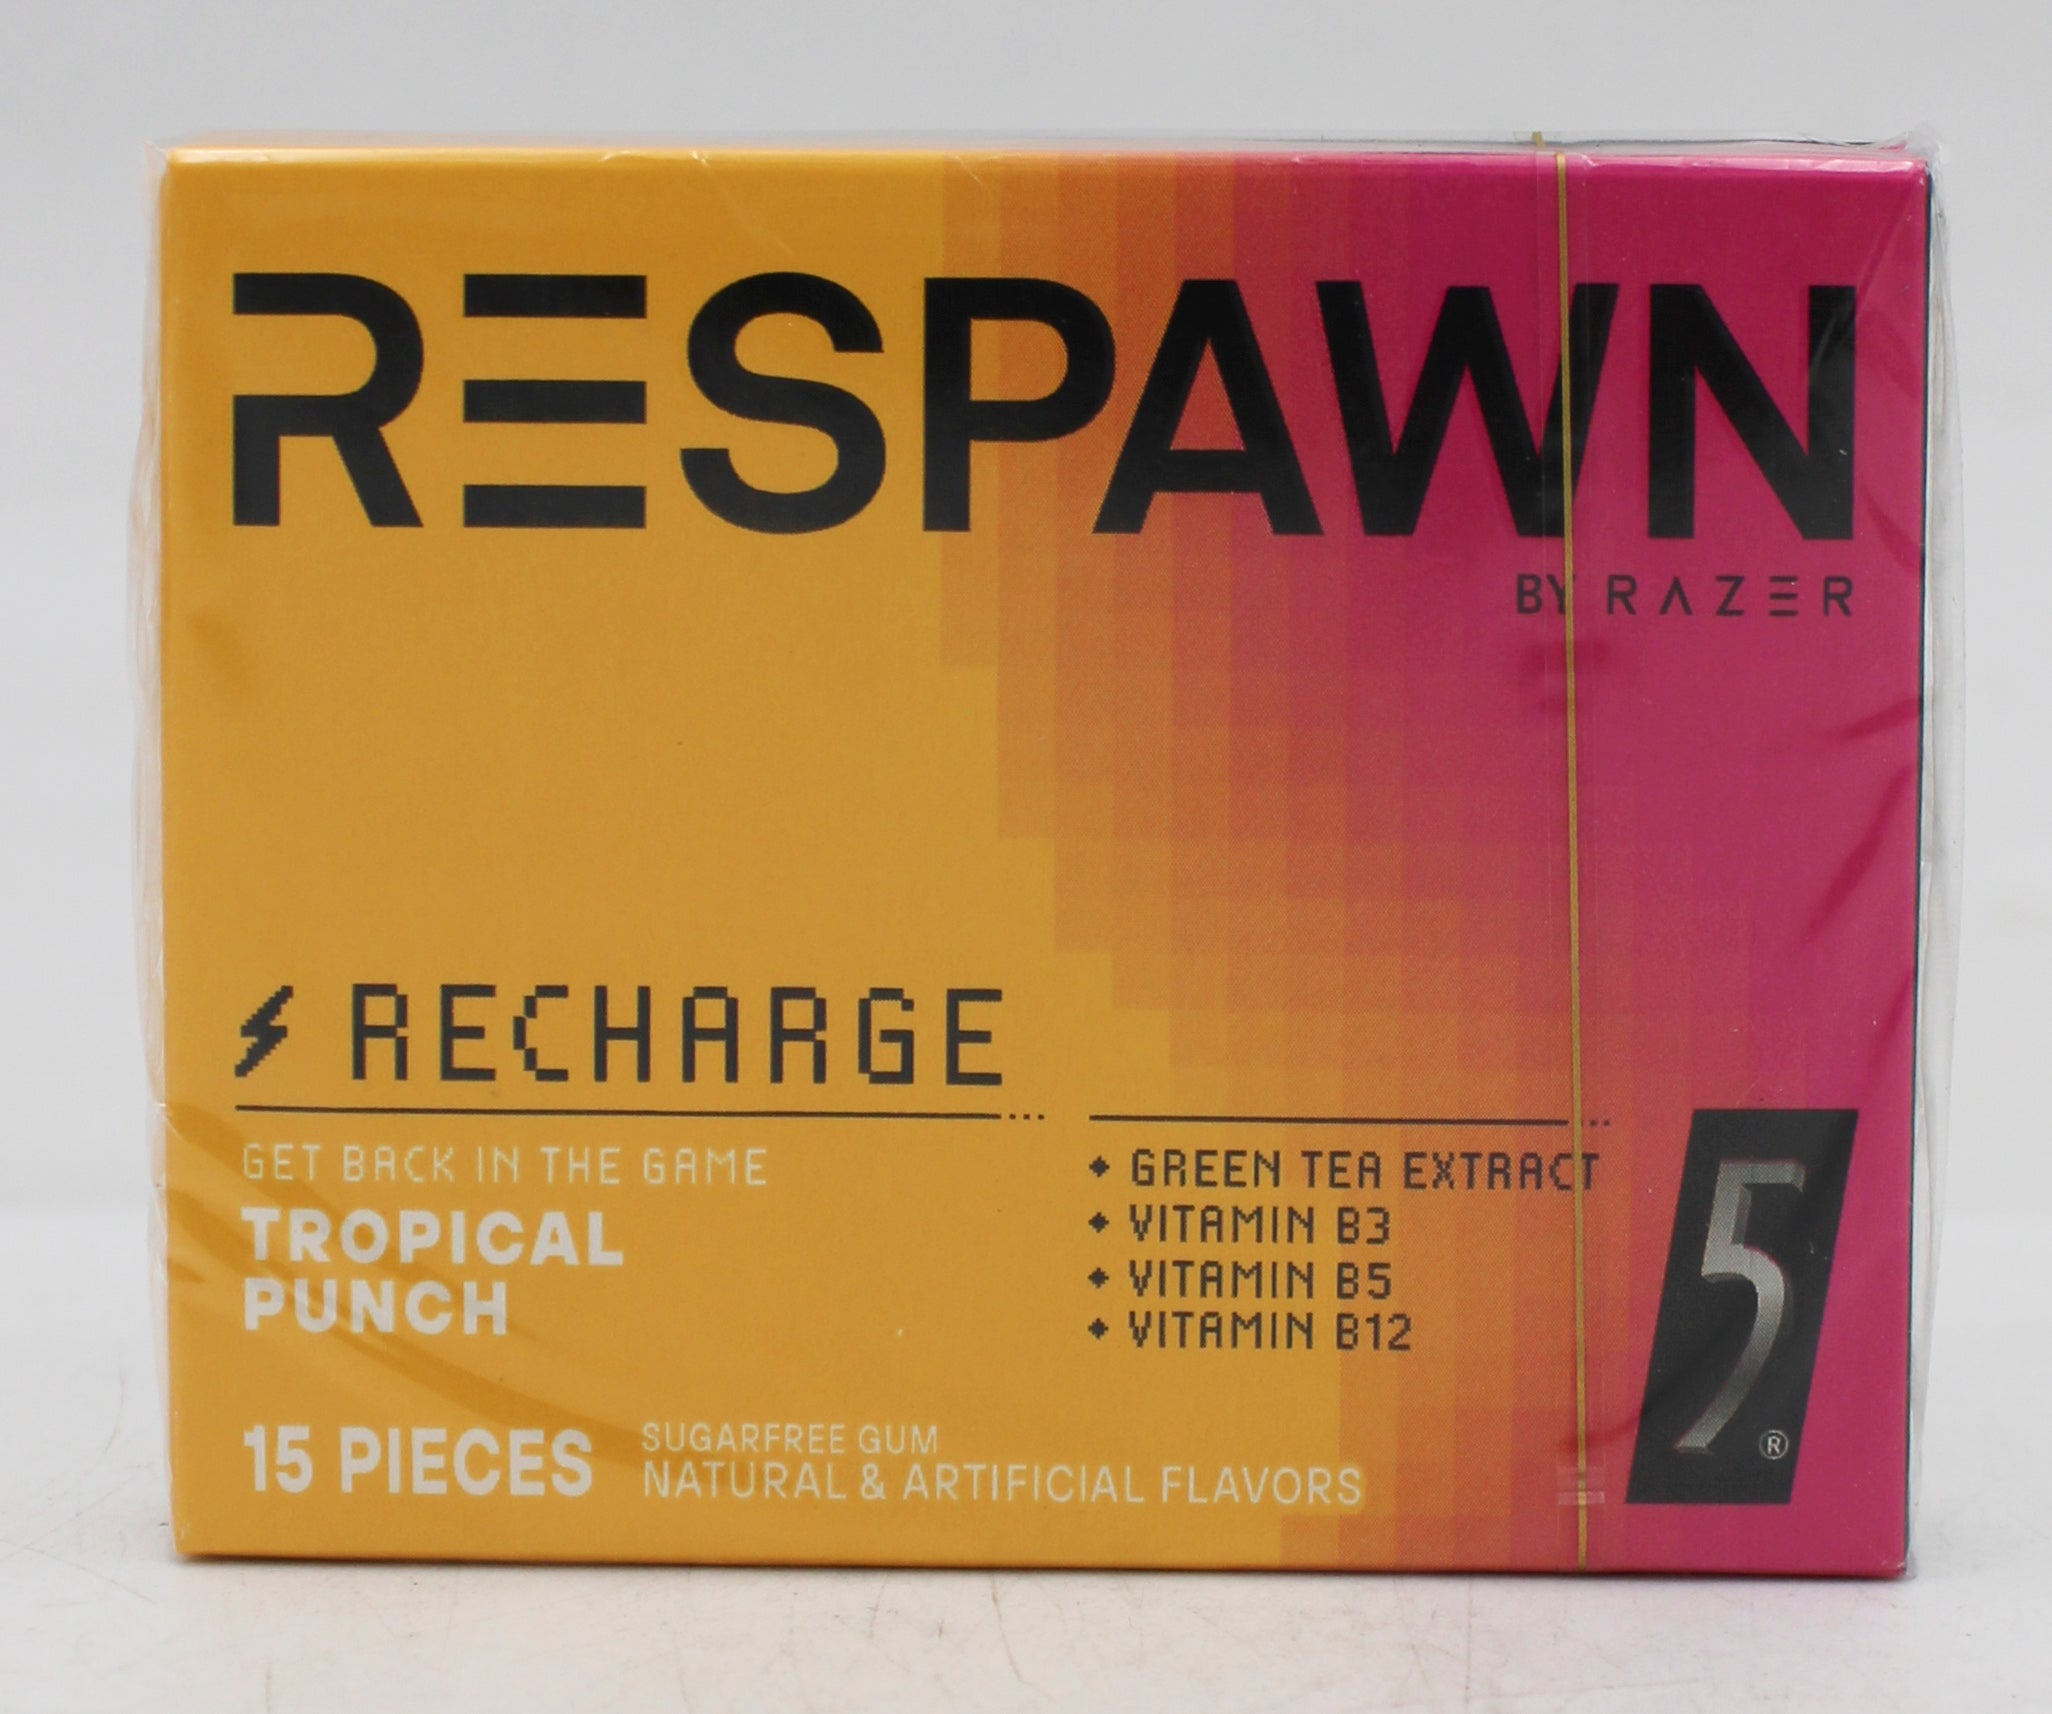 RESPAWN
BY RAZER
RECHARGE
GET BACK IN THE GAME
TROPICAL
PUNCH
GREEN TEA EXTRACT
VITAMIN B3
VITAMIN B5
VITAMIN B12
15 PIECES
SUGARFREE GUM
NATURAL & ARTIFICIAL FLAVORS
5®